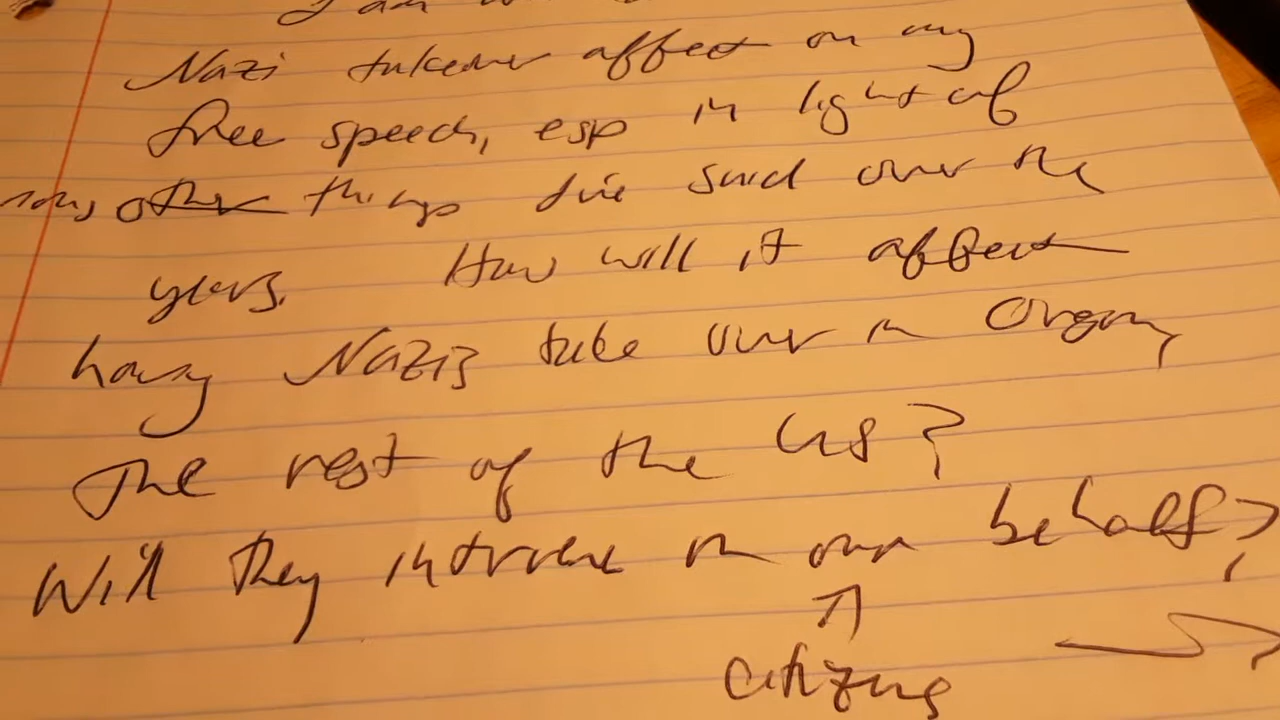 I am
Nazi takeover affect on my
free speech, esp in light of
other things I've said over the
years. How will it affect
having Nazis take over in Oregon,
The rest of the US?
Will they intervene on our behalf?
↑
citizens